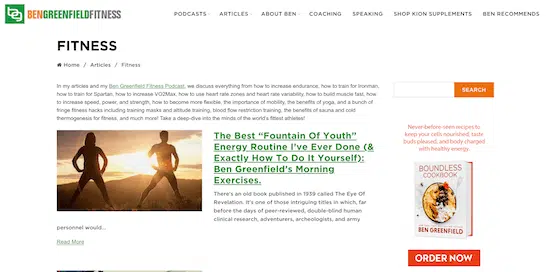 BENGREENFIELDFITNESS
PODCASTS ARTICLES ABOUT BEN COACHING SPEAKING SHOP KION SUPPLEMENTS BEN RECOMMENDS
FITNESS
Home / Articles / Fitness
In my articles and my Ben Greenfield Fitness Podcast, we discuss everything from how to increase endurance, how to train for Ironman,
how to train for Spartan, how to increase VO2Max, how to use heart rate zones and heart rate variability, how to build muscle fast, how
to increase speed, power, and strength, how to become more flexible, the importance of mobility, the benefits of yoga, and a bunch of
fringe fitness hacks including training masks and altitude training, blood flow restriction training, the benefits of sauna and cold
thermogenesis for fitness, and much more! Take a deep-dive into the minds of the world's fittest athletes!
SEARCH
The Best “Fountain Of Youth”
Energy Routine I’ve Ever Done (&
Exactly How To Do It Yourself):
Ben Greenfield’s Morning
Exercises.
There's an old book published in 1939 called The Eye Of
Revelation. It's one of those intriguing titles in which, far
before the days of peer-reviewed, double-blind human
clinical research, adventurers, archeologists, and army
personnel would...
Read More
Never-before-seen recipes to
keep your cells nourished, taste
buds pleased, and body charged
with healthy energy.
BOUNDLESS
COOKBOOK
BEN GREENFIELD
ORDER NOW